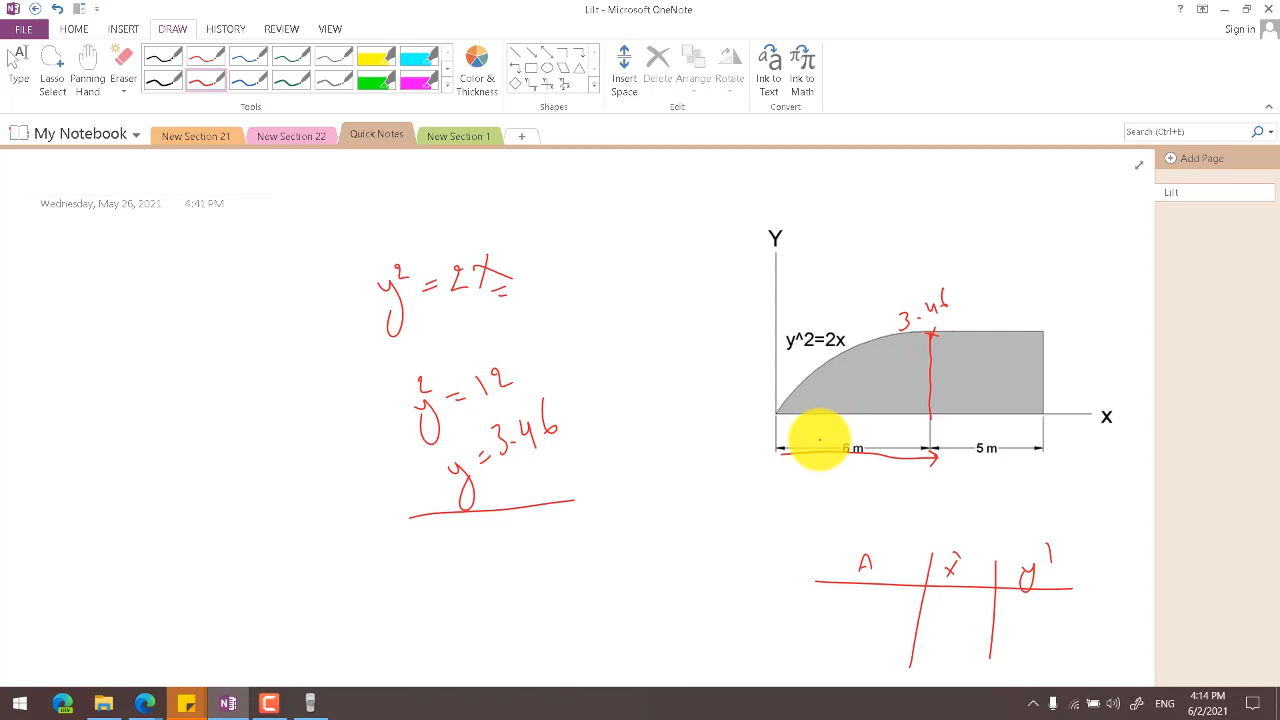 Lilt - Microsoft OneNote
? 
Sign in
FILE HOME INSERT DRAW HISTORY REVIEW VIEW
Type Lasso Select Panning Hand Eraser
Tools
Shapes
Color & Thickness
Insert Space Delete Arrange Rotate
Edit
Ink to Text Ink to Math
Convert
My Notebook New Section 21 New Section 22 Quick Notes New Section 1 +
Search (Ctrl+E)
Add Page
Lilt
Wednesday, May 26, 2021 4:41 PM
y² = 2x
y² = 12
y = 3.46
Y
3.46
y^2=2x
X
6 m 5 m
A x' y'
ENG
4:14 PM
6/2/2021